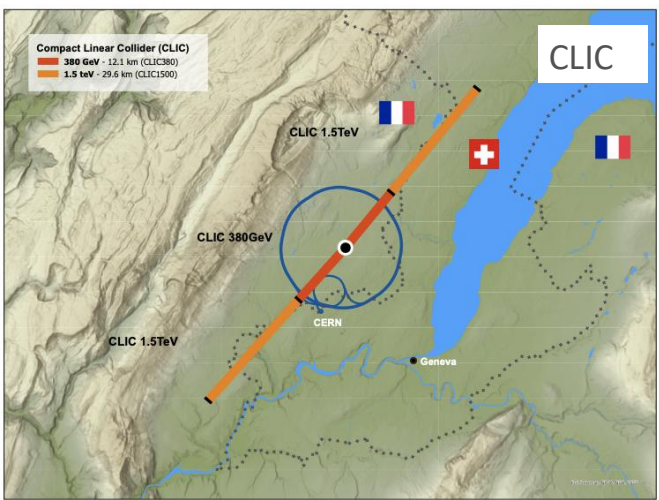 CLIC
Compact Linear Collider (CLIC)
380 GeV - 12.1 km (CLIC380)
1.5 teV - 29.6 km (CLIC1500)
CLIC 1.5TeV
CLIC 380GeV
CERN
CLIC 1.5TeV
Geneva